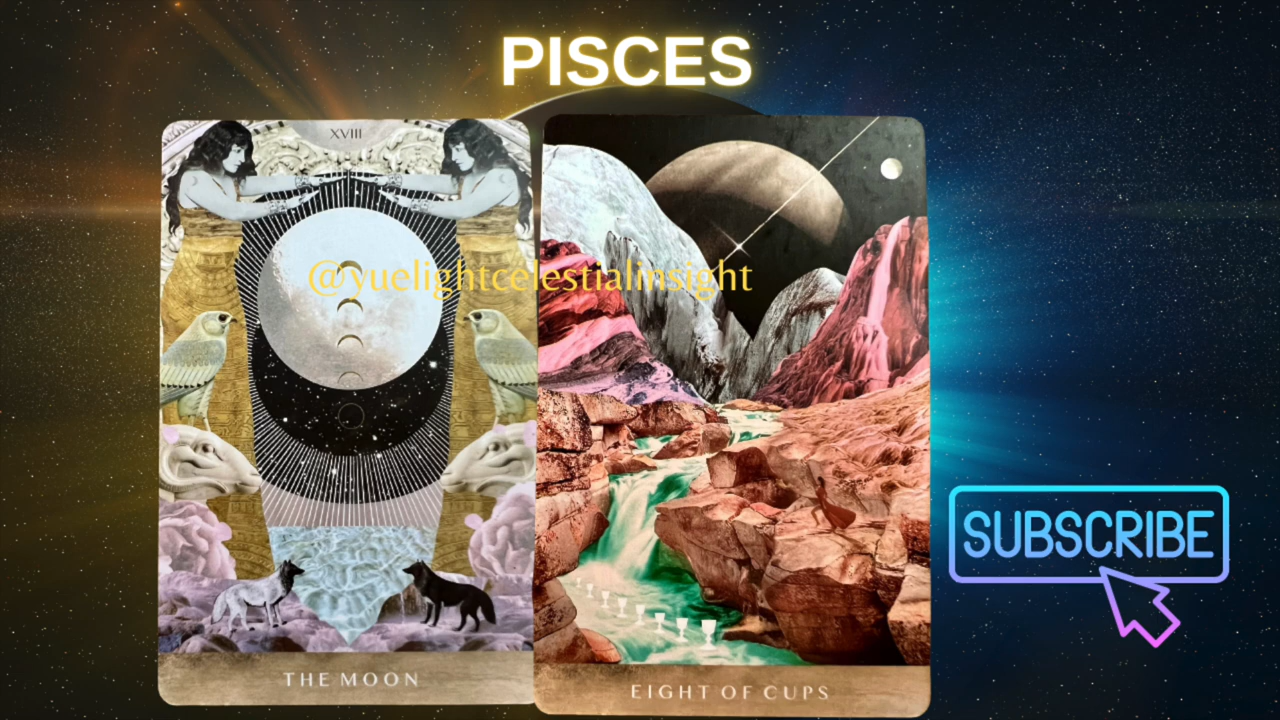 PISCES
XVIII
@yuelightcelestialinsight
SUBSCRIBE
THE MOON
EIGHT OF CUPS